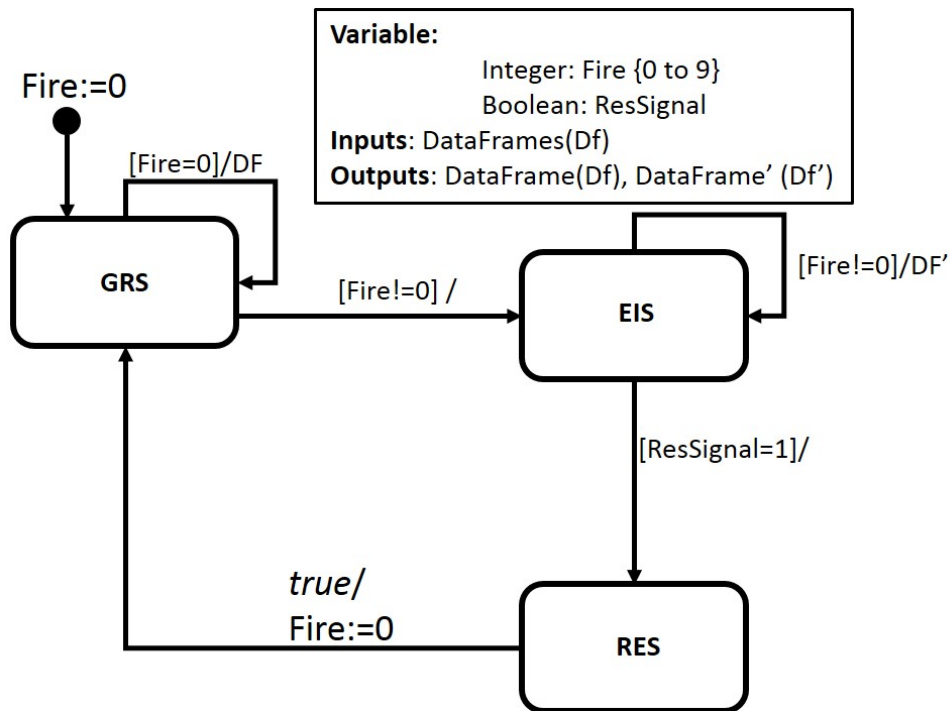 Variable:
Integer: Fire {0 to 9}
Boolean: ResSignal
Inputs: DataFrames(Df)
Outputs: DataFrame(Df), DataFrame’ (Df’)
Fire:=0
[Fire=0]/DF
GRS
[Fire!=0] /
EIS
[Fire!=0]/DF’
[ResSignal=1]/
true/
Fire:=0
RES